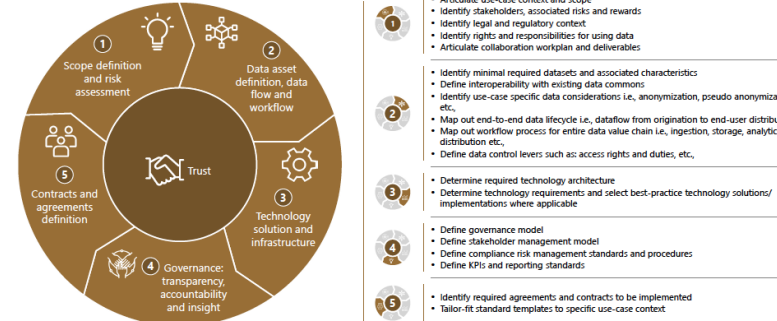 1
Scope definition
and risk
assessment
2
Data asset
definition, data
flow and
workflow
3
Technology
solution and
infrastructure
4
Governance:
transparency,
accountability
and insight
5
Contracts and
agreements
definition
Trust
• Articulate use-case context and scope
1
• Identify stakeholders, associated risks and rewards
• Identify legal and regulatory context
• Identify rights and responsibilities for using data
• Articulate collaboration workplan and deliverables
2
• Identify minimal required datasets and associated characteristics
• Define interoperability with existing data commons
• Identify use-case specific data considerations i.e., anonymization, pseudo anonymiza
etc.,
• Map out end-to-end data lifecycle i.e., dataflow from origination to end-user distribu
• Map out workflow process for entire data value chain i.e., ingestion, storage, analytic
distribution etc.,
• Define data control levers such as: access rights and duties, etc.,
3
• Determine required technology architecture
• Determine technology requirements and select best-practice technology solutions/
implementations where applicable
4
• Define governance model
• Define stakeholder management model
• Define compliance risk management standards and procedures
• Define KPIs and reporting standards
5
• Identify required agreements and contracts to be implemented
• Tailor-fit standard templates to specific use-case context